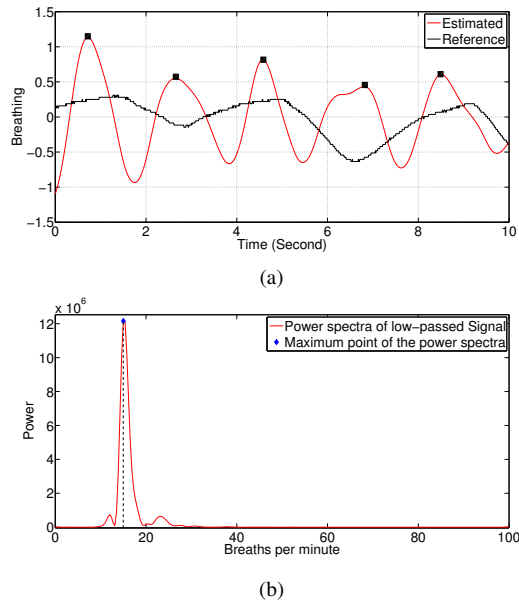 1.5
1
0.5
0
-0.5
-1
-1.5
Breathing
Estimated
Reference
0 2 4 6 8 10
Time (Second)
(a)
x 10^6
12
10
8
6
4
2
0
Power
Power spectra of low-passed Signal
Maximum point of the power spectra
0 20 40 60 80 100
Breaths per minute
(b)